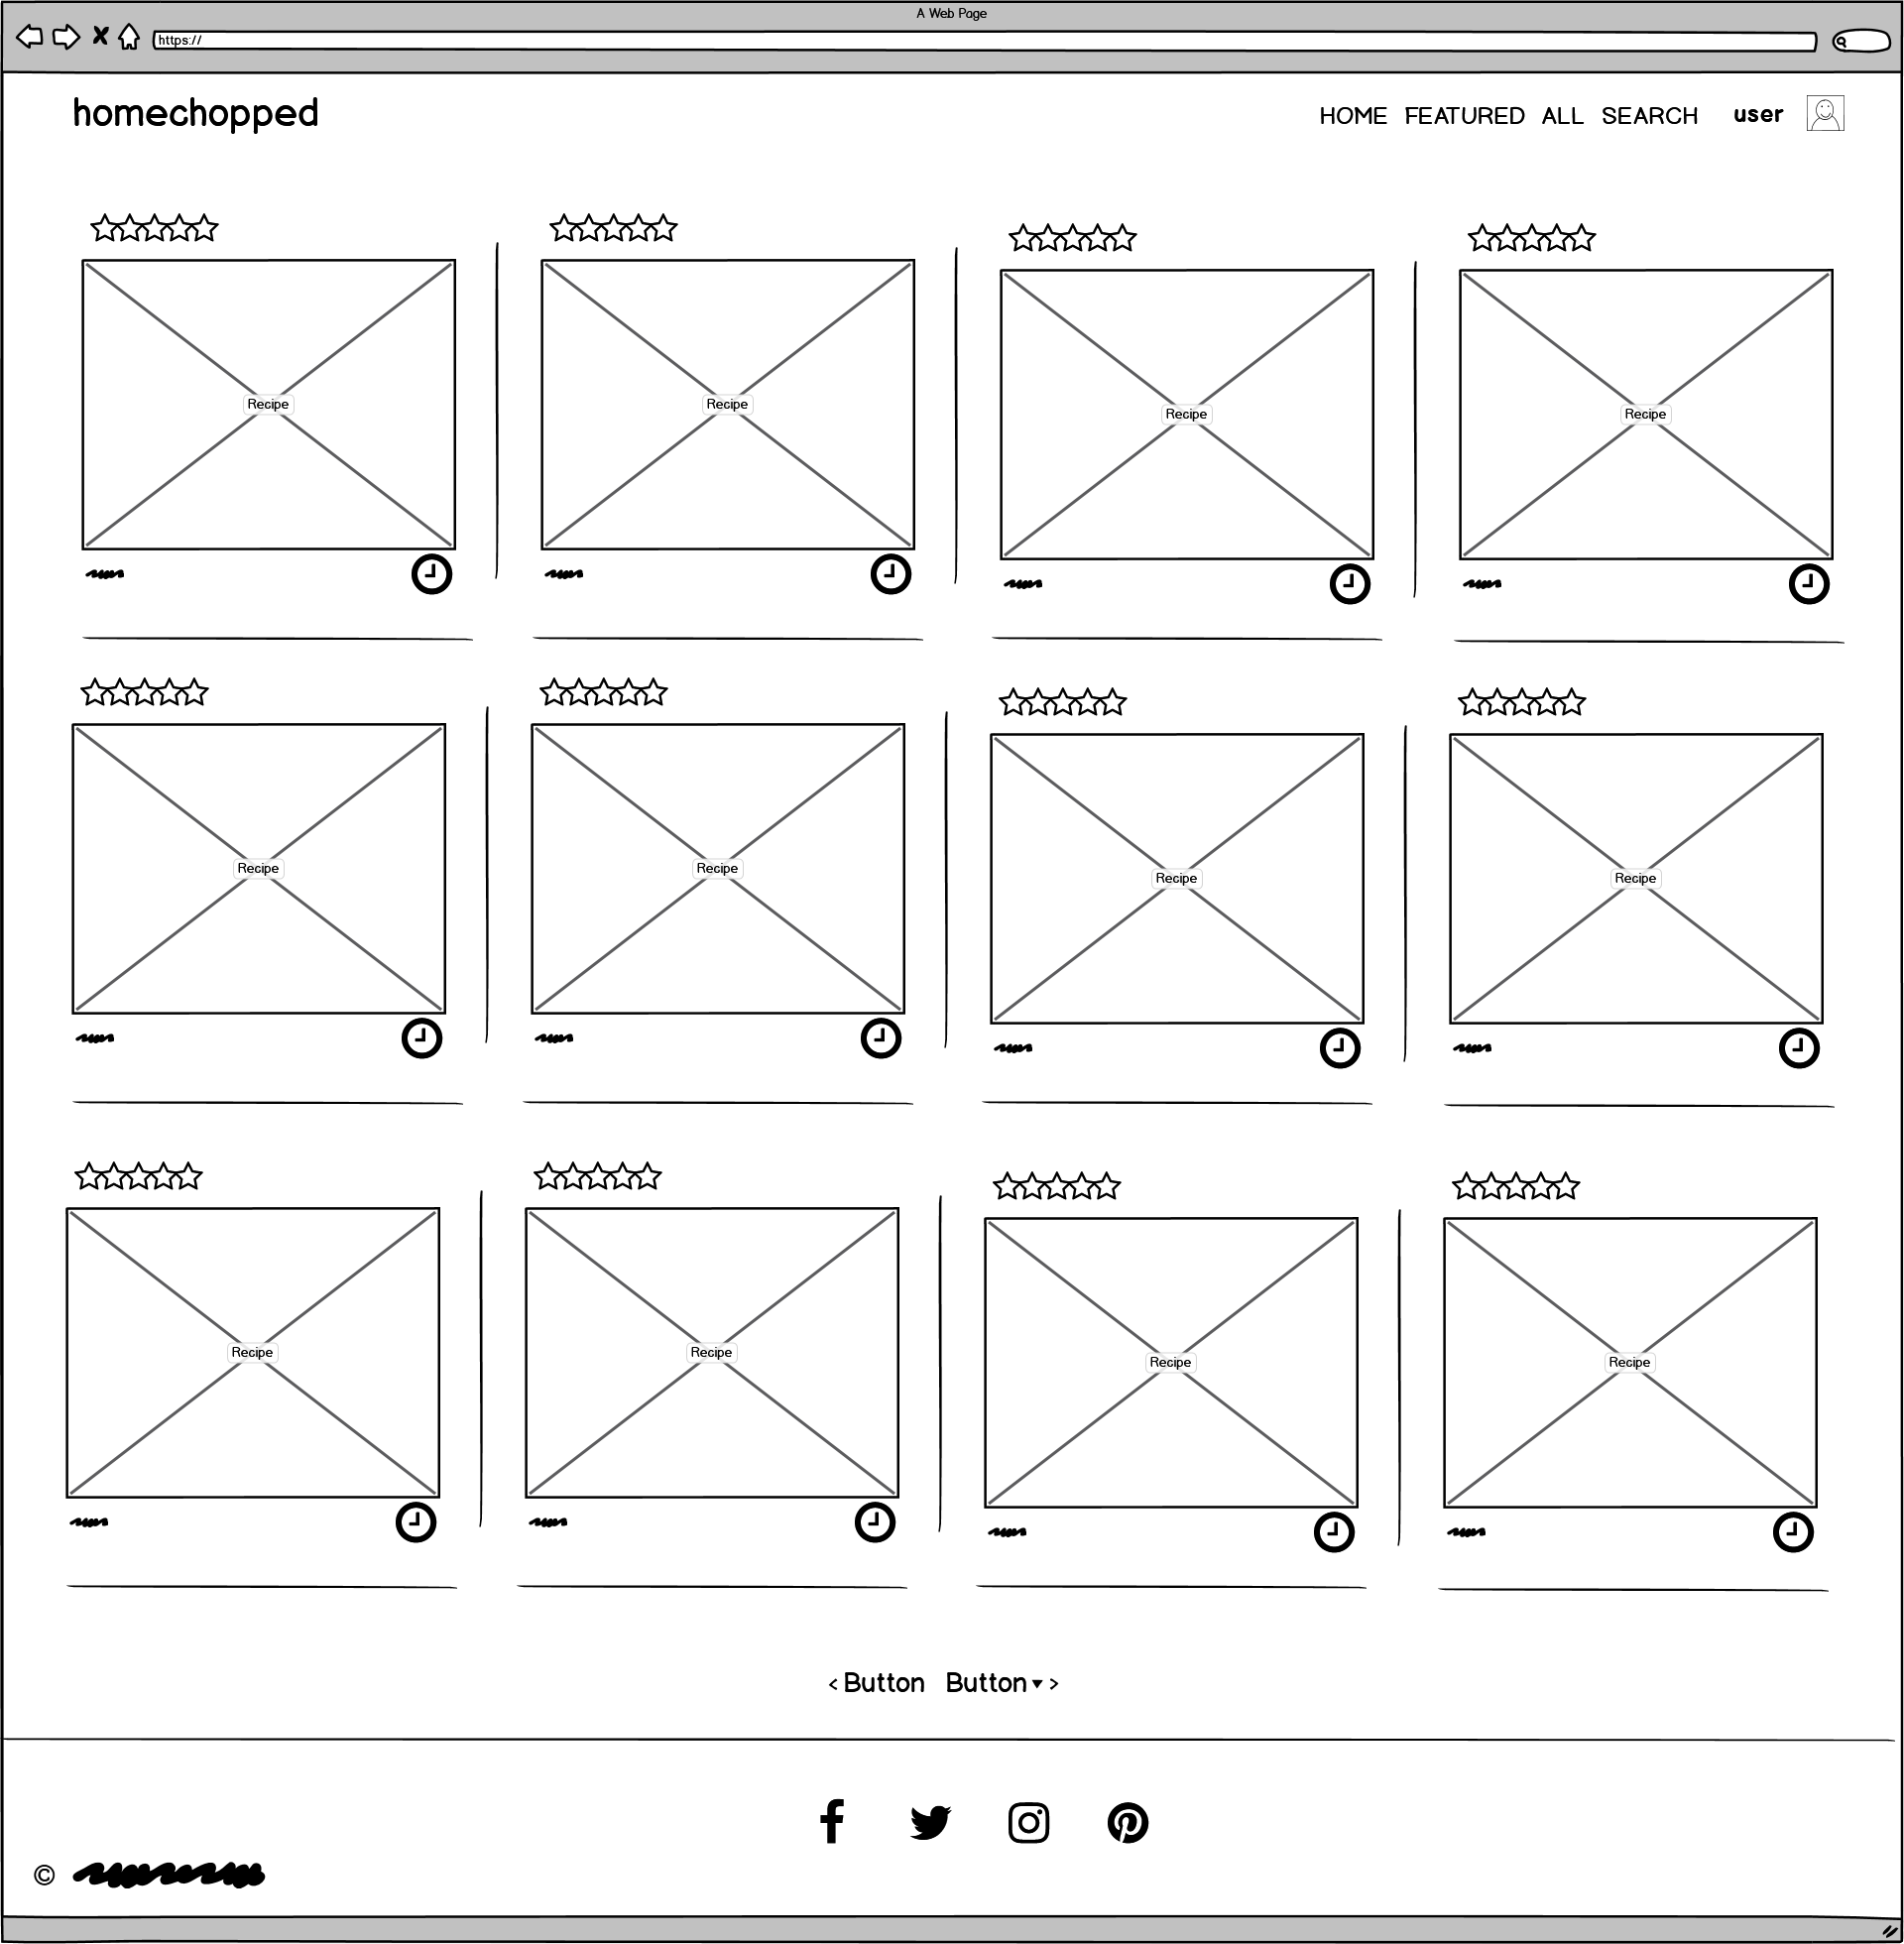 A Web Page
https://
homechopped
HOME FEATURED ALL SEARCH user
Recipe Recipe Recipe Recipe
Recipe Recipe Recipe Recipe
Recipe Recipe Recipe Recipe
< Button Button ▾ >
©